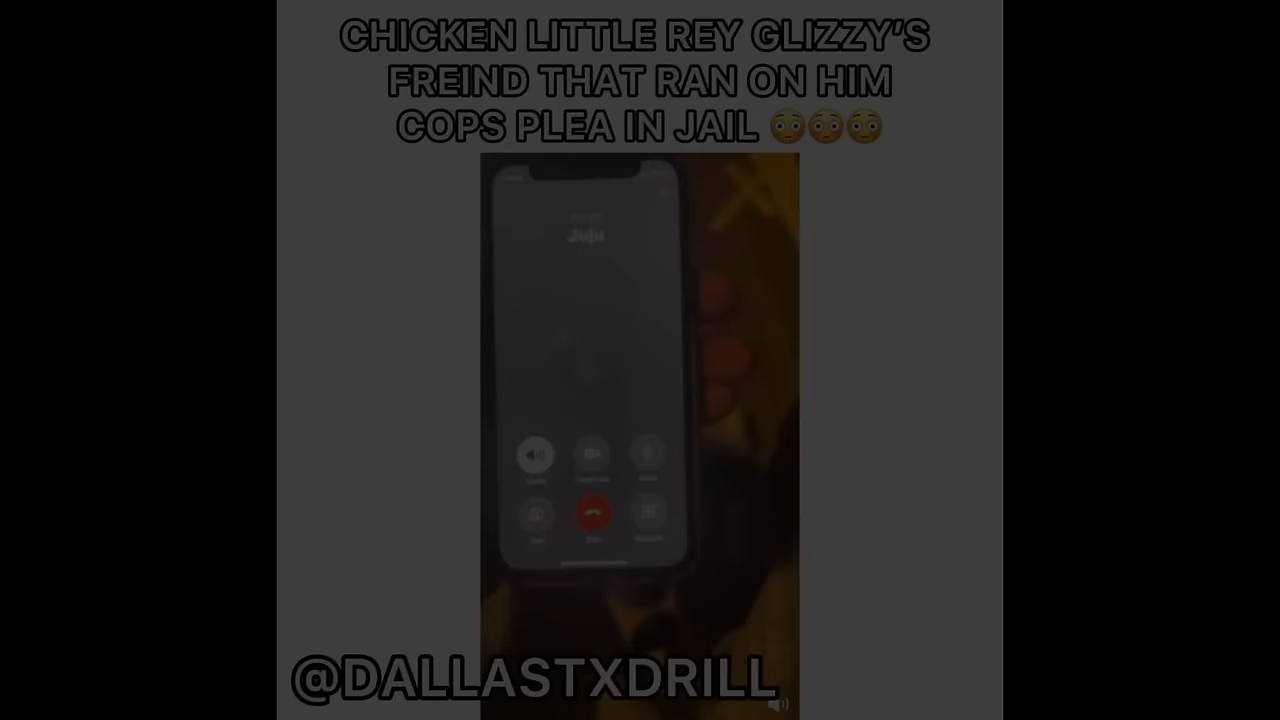 CHICKEN LITTLE REY GLIZZY'S
FREIND THAT RAN ON HIM
COPS PLEA IN JAIL 😳😳😳
Juju
@DALLASTXDRILL